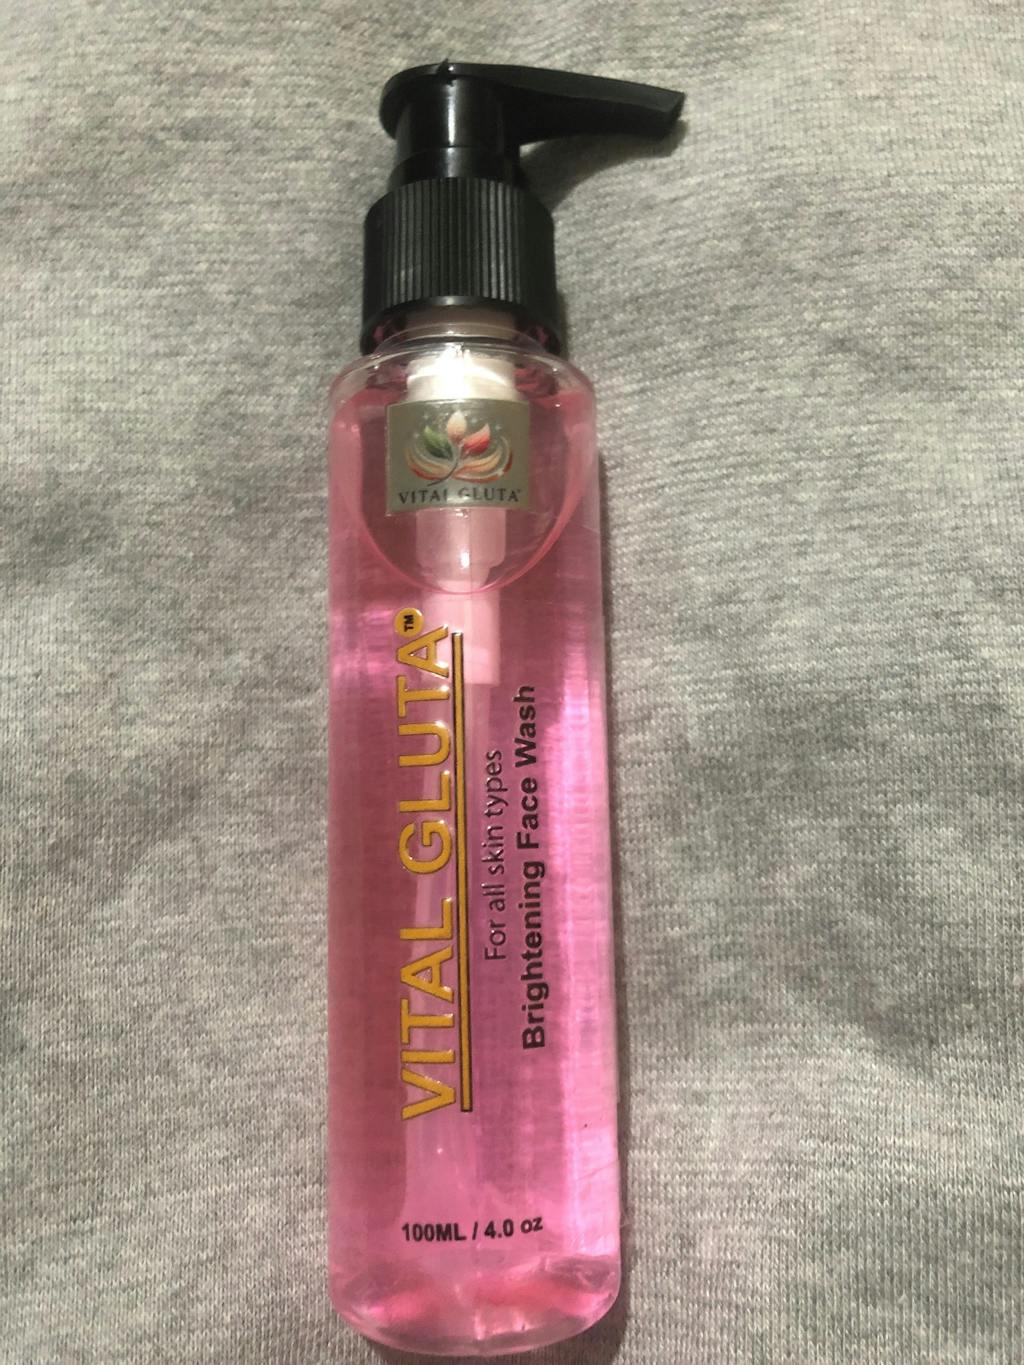 VITAL GLUTA
VITAL GLUTA™
For all skin types
Brightening Face Wash
100ML / 4.0 oz